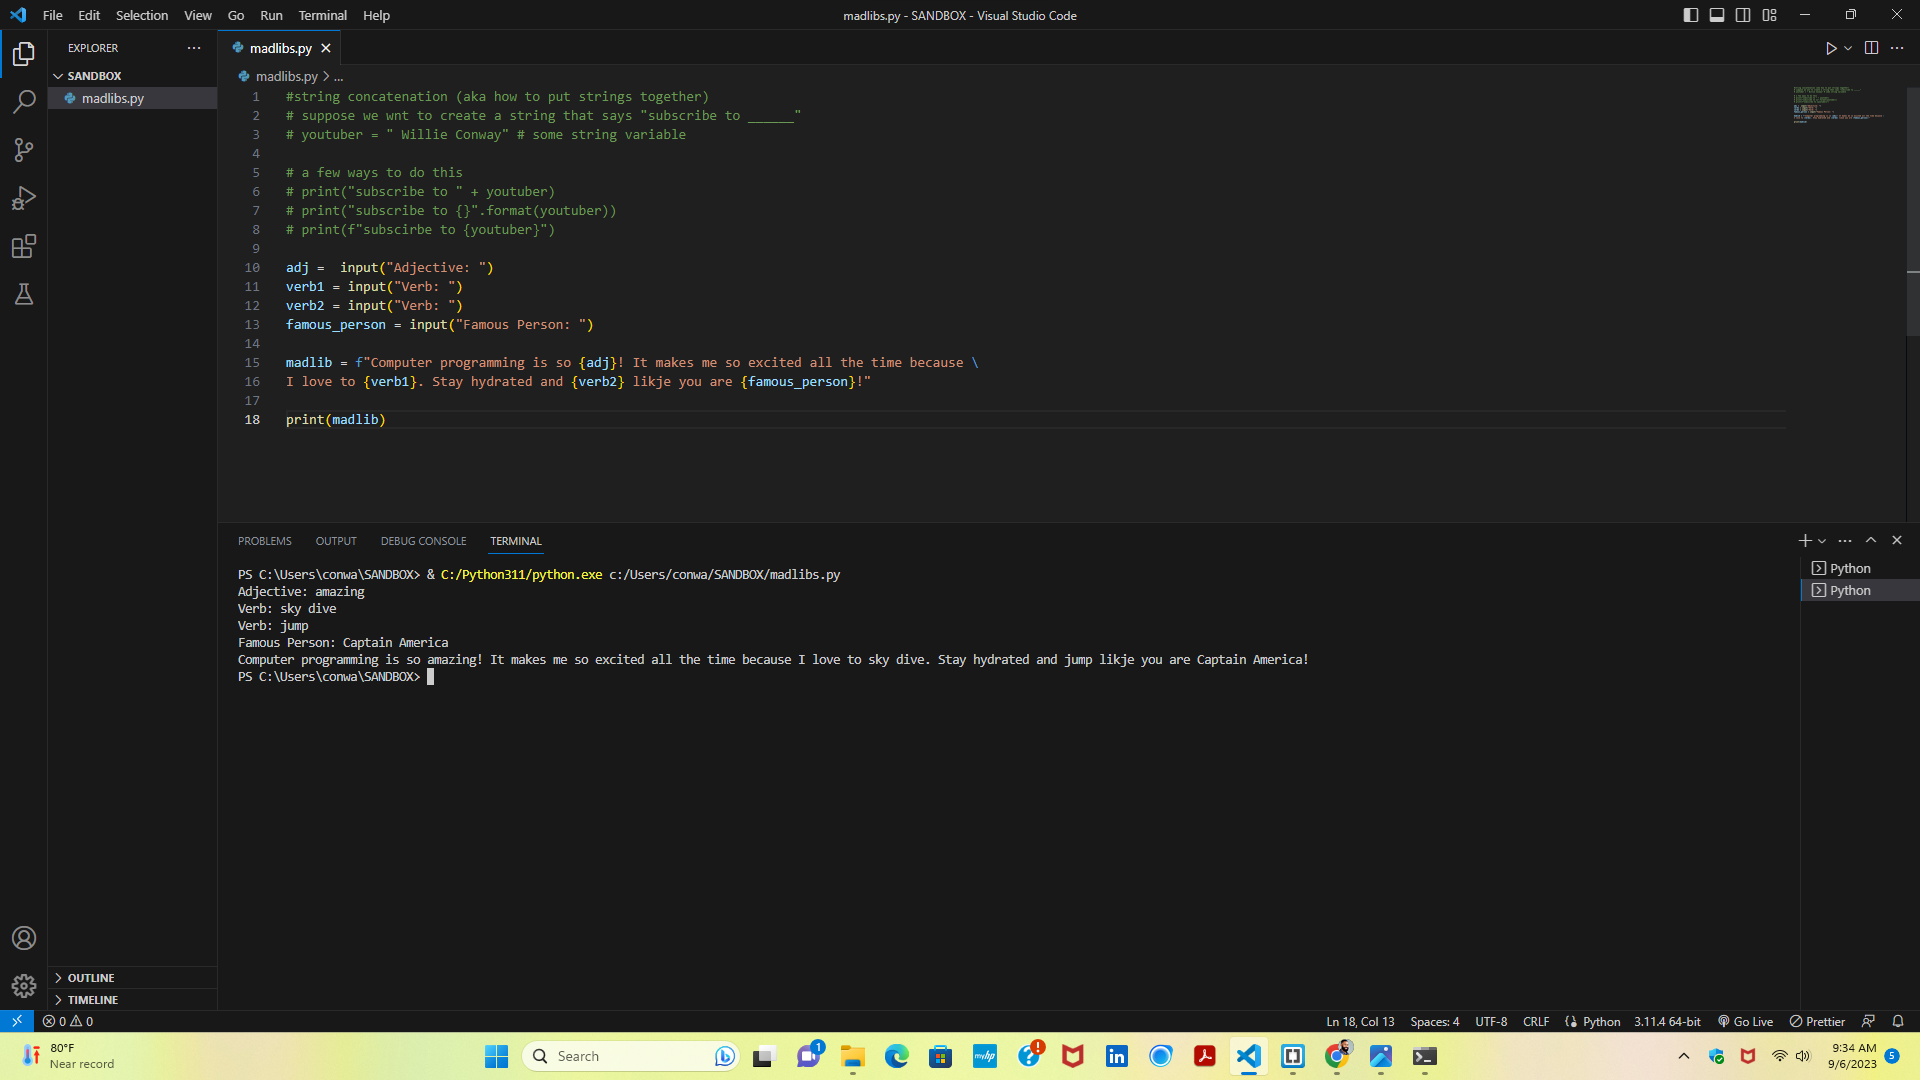 File Edit Selection View Go Run Terminal Help
madlibs.py - SANDBOX - Visual Studio Code
EXPLORER
SANDBOX
madlibs.py
madlibs.py
madlibs.py > ...
1 #string concatenation (aka how to put strings together)
2 # suppose we wnt to create a string that says "subscribe to ______"
3 # youtuber = " Willie Conway" # some string variable
4
5 # a few ways to do this
6 # print("subscribe to " + youtuber)
7 # print("subscribe to {}".format(youtuber))
8 # print(f"subscirbe to {youtuber}")
9
10 adj =  input("Adjective: ")
11 verb1 = input("Verb: ")
12 verb2 = input("Verb: ")
13 famous_person = input("Famous Person: ")
14
15 madlib = f"Computer programming is so {adj}! It makes me so excited all the time because \
16 I love to {verb1}. Stay hydrated and {verb2} likje you are {famous_person}!"
17
18 print(madlib)
PROBLEMS OUTPUT DEBUG CONSOLE TERMINAL
PS C:\Users\conwa\SANDBOX> & C:/Python311/python.exe c:/Users/conwa/SANDBOX/madlibs.py
Adjective: amazing
Verb: sky dive
Verb: jump
Famous Person: Captain America
Computer programming is so amazing! It makes me so excited all the time because I love to sky dive. Stay hydrated and jump likje you are Captain America!
PS C:\Users\conwa\SANDBOX>
Python
Python
OUTLINE
TIMELINE
0 0
Ln 18, Col 13 Spaces: 4 UTF-8 CRLF Python 3.11.4 64-bit Go Live Prettier
80°F
Near record
Search
1
myhp
in
9:34 AM
9/6/2023
5